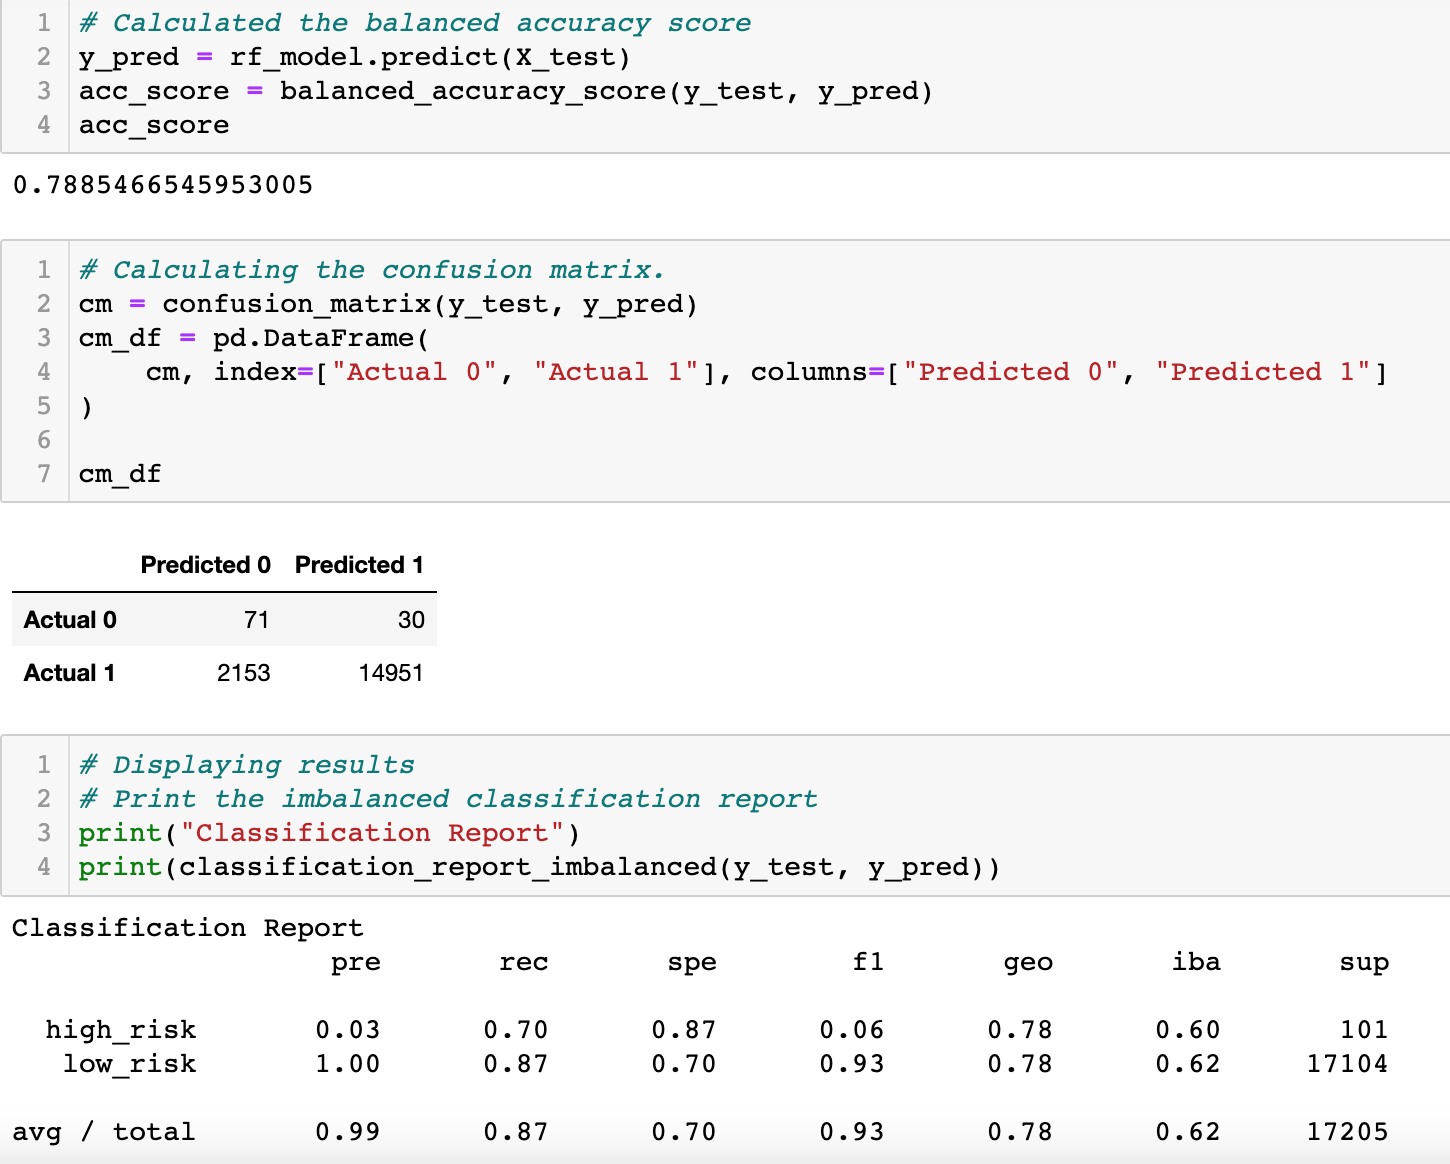 1 # Calculated the balanced accuracy score
2 y_pred = rf_model.predict(X_test)
3 acc_score = balanced_accuracy_score(y_test, y_pred)
4 acc_score
0.7885466545953005
1 # Calculating the confusion matrix.
2 cm = confusion_matrix(y_test, y_pred)
3 cm_df = pd.DataFrame(
4     cm, index=["Actual 0", "Actual 1"], columns=["Predicted 0", "Predicted 1"]
5 )
6
7 cm_df
Predicted 0 Predicted 1
Actual 0 71 30
Actual 1 2153 14951
1 # Displaying results
2 # Print the imbalanced classification report
3 print("Classification Report")
4 print(classification_report_imbalanced(y_test, y_pred))
Classification Report
pre rec spe f1 geo iba sup
high_risk 0.03 0.70 0.87 0.06 0.78 0.60 101
low_risk 1.00 0.87 0.70 0.93 0.78 0.62 17104
avg / total 0.99 0.87 0.70 0.93 0.78 0.62 17205